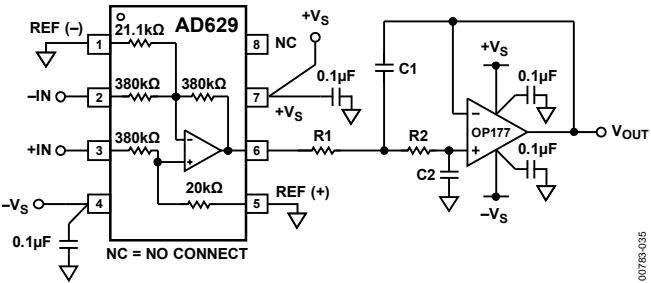 REF (–)
21.1kΩ
AD629
+VS
1
8
NC
–IN
2
380kΩ
380kΩ
7
+VS
0.1µF
+IN
3
380kΩ
–
+
6
R1
R2
C1
C2
+VS
0.1µF
–
OP177
+
VOUT
0.1µF
–VS
–VS
4
20kΩ
5
REF (+)
0.1µF
NC = NO CONNECT
00783-035